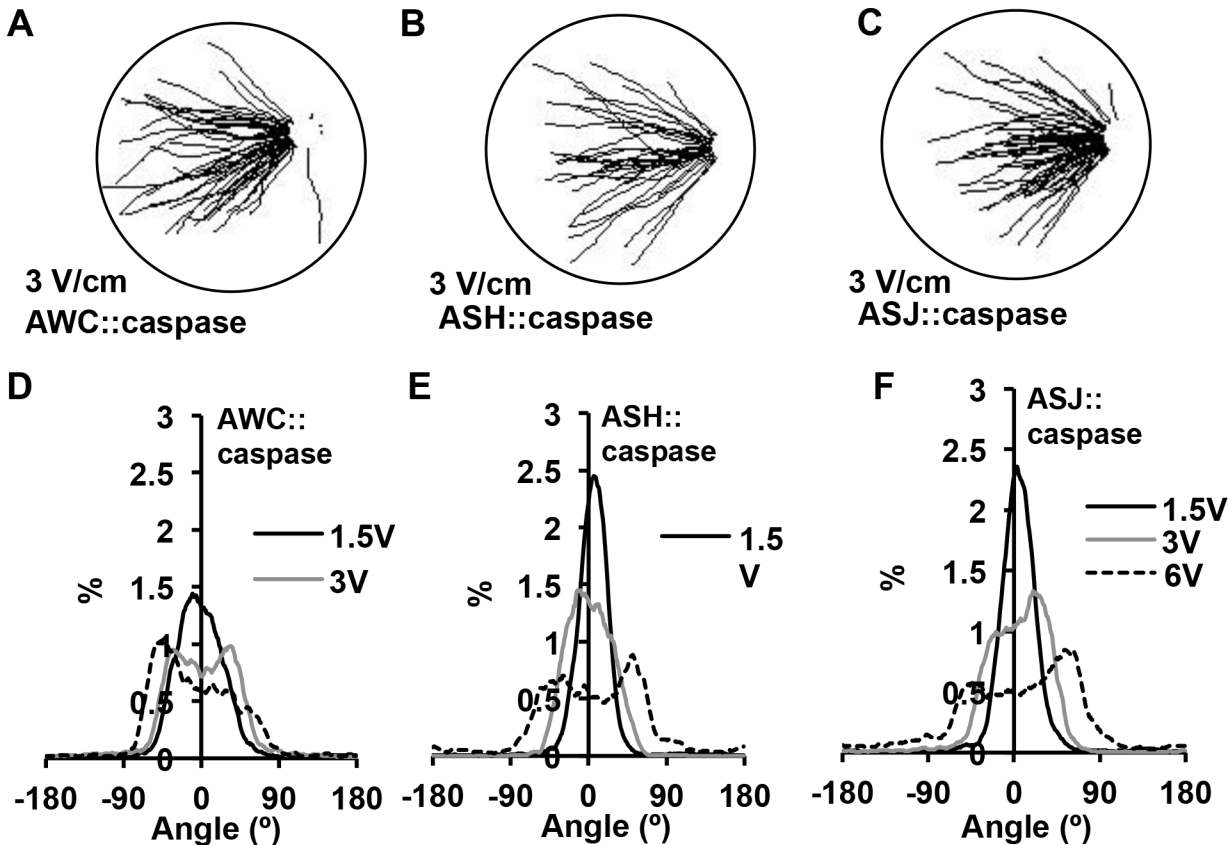 A
B
C
3 V/cm
AWC::caspase
3 V/cm
ASH::caspase
3 V/cm
ASJ::caspase
D
3
2.5
2
1.5
1
0.5
0
%
AWC::
caspase
1.5V
3V
-180 -90 0 90 180
Angle (º)
E
3
2.5
2
1.5
1
0.5
0
%
ASH::
caspase
1.5
V
-180 -90 0 90 180
Angle (º)
F
3
2.5
2
1.5
1
0.5
0
%
ASJ::
caspase
1.5V
3V
6V
-180 -90 0 90 180
Angle (º)